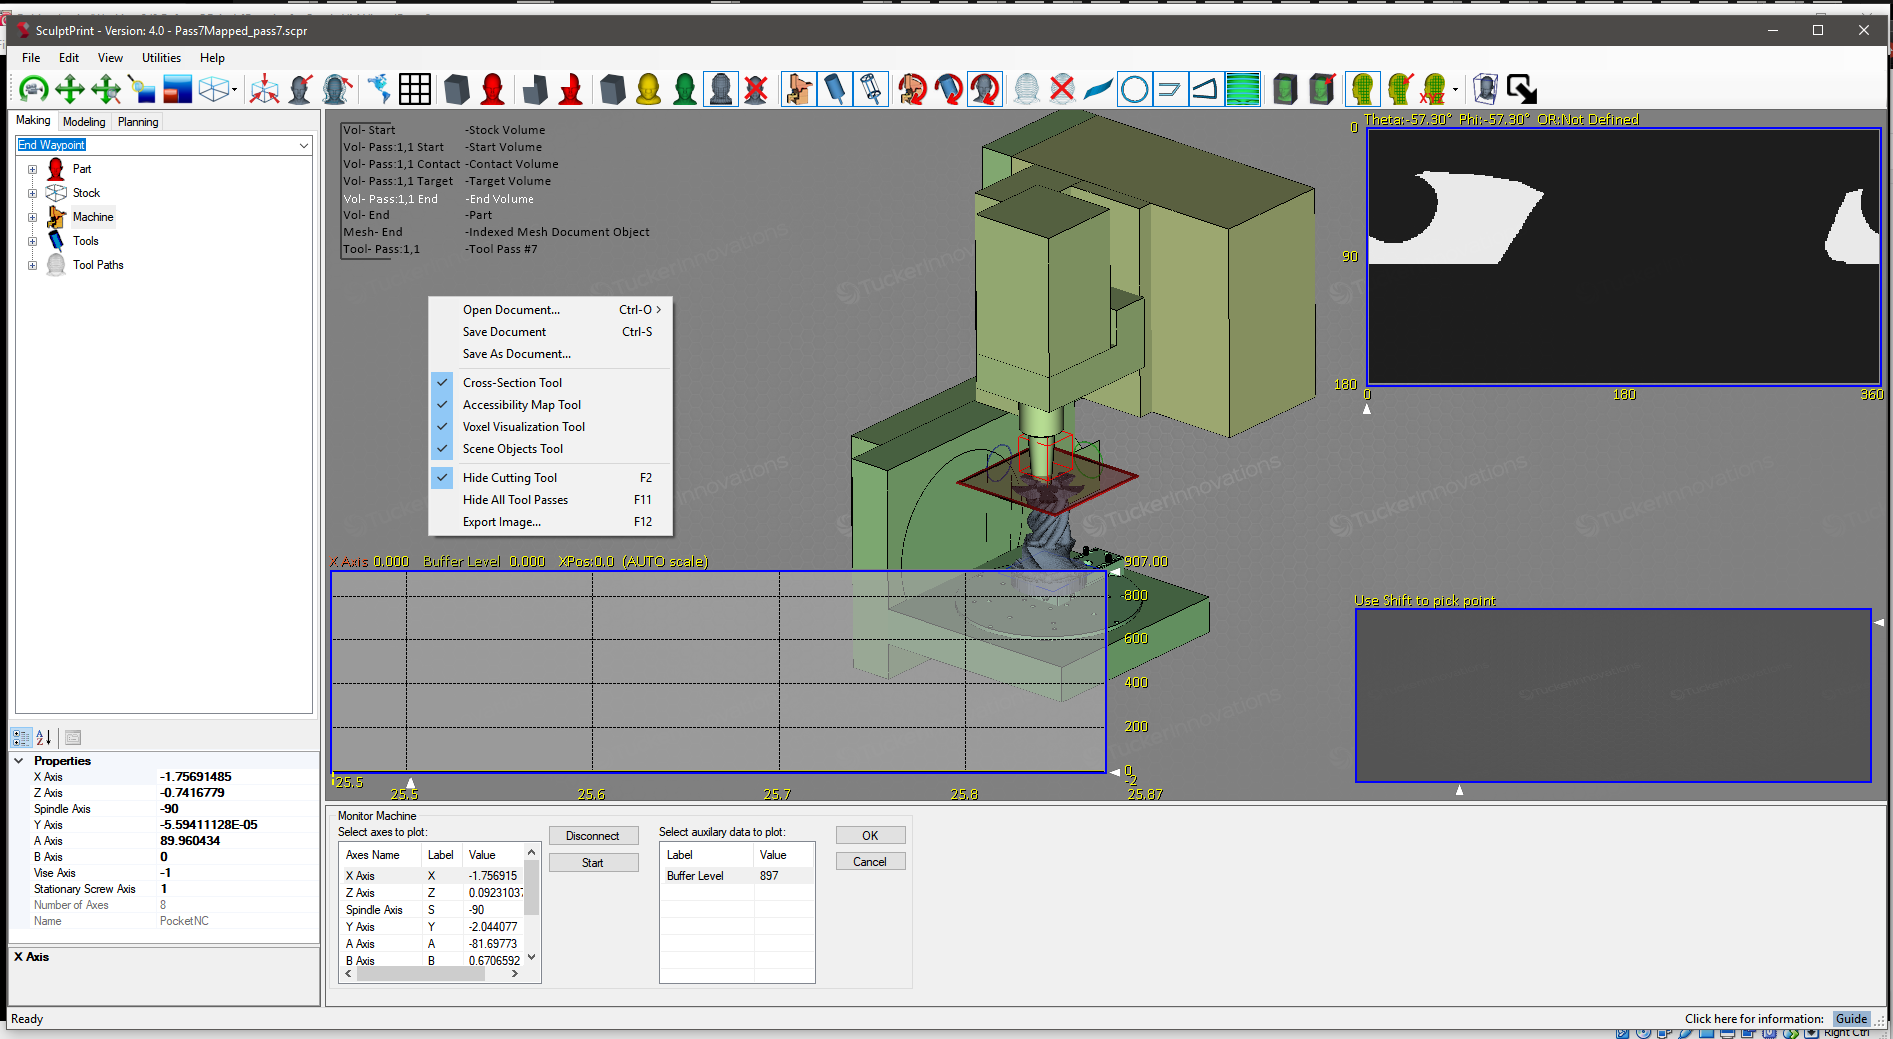 SculptPrint - Version: 4.0 - Pass7Mapped_pass7.scpr
File Edit View Utilities Help
Making Modeling Planning
End Waypoint
Part
Stock
Machine
Tools
Tool Paths
Vol- Start -Stock Volume
Vol- Pass:1,1 Start -Start Volume
Vol- Pass:1,1 Contact -Contact Volume
Vol- Pass:1,1 Target -Target Volume
Vol- Pass:1,1 End -End Volume
Vol- End -Part
Mesh- End -Indexed Mesh Document Object
Tool- Pass:1,1 -Tool Pass #7
Open Document... Ctrl-O
Save Document Ctrl-S
Save As Document...
Cross-Section Tool
Accessibility Map Tool
Voxel Visualization Tool
Scene Objects Tool
Hide Cutting Tool F2
Hide All Tool Passes F11
Export Image... F12
Theta:-57.30° Phi:-57.30° OR:Not Defined
0
90
180
0 180 360
TuckerInnovations
TuckerInnovations
TuckerInnovations
TuckerInnovations
Use Shift to pick point
X Axis 0.000 Buffer Level 0.000 XPos:0.0 (AUTO scale)
907.00
800
600
400
200
0
-2
25.5
25.5 25.6 25.7 25.8 25.87
Properties
X Axis -1.75691485
Z Axis -0.7416779
Spindle Axis -90
Y Axis -5.59411128E-05
A Axis 89.960434
B Axis 0
Vise Axis -1
Stationary Screw Axis 1
Number of Axes 8
Name PocketNC
X Axis
Monitor Machine
Select axes to plot:
Axes Name Label Value
X Axis X -1.756915
Z Axis Z 0.0923103
Spindle Axis S -90
Y Axis Y -2.044077
A Axis A -81.69773
B Axis B 0.6706592
Disconnect
Start
Select auxilary data to plot:
Label Value
Buffer Level 897
OK
Cancel
Ready
Click here for information: Guide
Right Ctrl